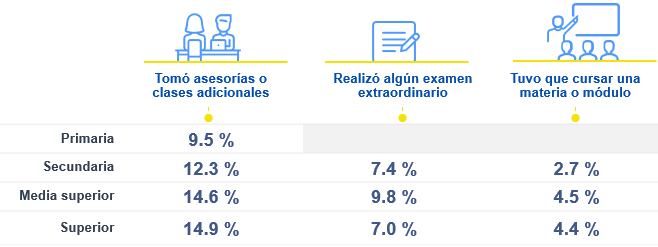 Tomó asesorías o
clases adicionales
Realizó algún examen
extraordinario
Tuvo que cursar una
materia o módulo
Primaria 9.5 %
Secundaria 12.3 % 7.4 % 2.7 %
Media superior 14.6 % 9.8 % 4.5 %
Superior 14.9 % 7.0 % 4.4 %